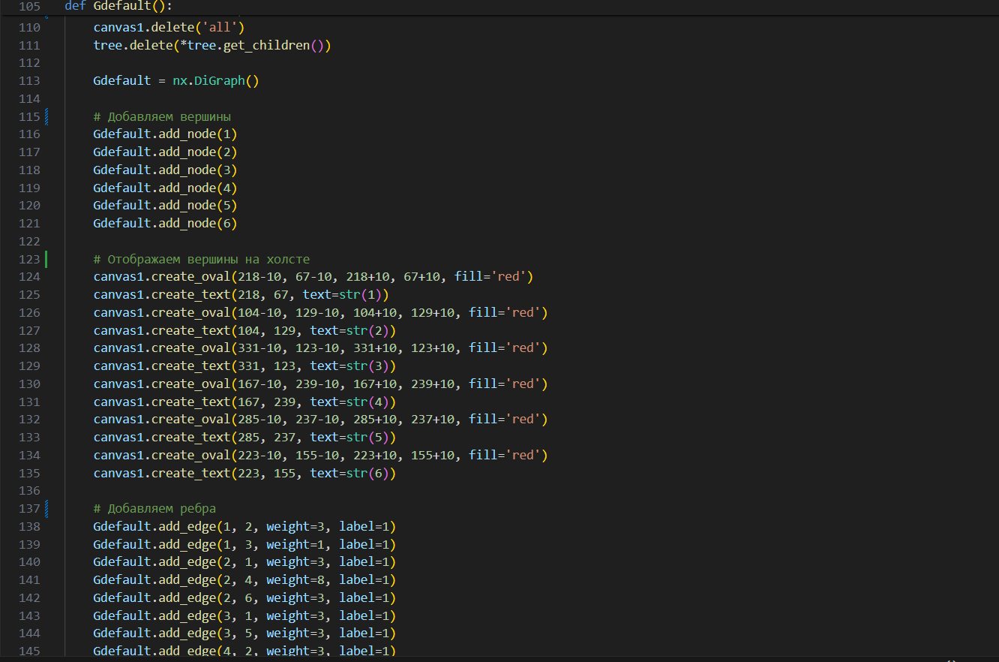 105 def Gdefault():
110 canvas1.delete('all')
111 tree.delete(*tree.get_children())
112
113 Gdefault = nx.DiGraph()
114
115 # Добавляем вершины
116 Gdefault.add_node(1)
117 Gdefault.add_node(2)
118 Gdefault.add_node(3)
119 Gdefault.add_node(4)
120 Gdefault.add_node(5)
121 Gdefault.add_node(6)
122
123 # Отображаем вершины на холсте
124 canvas1.create_oval(218-10, 67-10, 218+10, 67+10, fill='red')
125 canvas1.create_text(218, 67, text=str(1))
126 canvas1.create_oval(104-10, 129-10, 104+10, 129+10, fill='red')
127 canvas1.create_text(104, 129, text=str(2))
128 canvas1.create_oval(331-10, 123-10, 331+10, 123+10, fill='red')
129 canvas1.create_text(331, 123, text=str(3))
130 canvas1.create_oval(167-10, 239-10, 167+10, 239+10, fill='red')
131 canvas1.create_text(167, 239, text=str(4))
132 canvas1.create_oval(285-10, 237-10, 285+10, 237+10, fill='red')
133 canvas1.create_text(285, 237, text=str(5))
134 canvas1.create_oval(223-10, 155-10, 223+10, 155+10, fill='red')
135 canvas1.create_text(223, 155, text=str(6))
136
137 # Добавляем ребра
138 Gdefault.add_edge(1, 2, weight=3, label=1)
139 Gdefault.add_edge(1, 3, weight=1, label=1)
140 Gdefault.add_edge(2, 1, weight=3, label=1)
141 Gdefault.add_edge(2, 4, weight=8, label=1)
142 Gdefault.add_edge(2, 6, weight=3, label=1)
143 Gdefault.add_edge(3, 1, weight=3, label=1)
144 Gdefault.add_edge(3, 5, weight=3, label=1)
145 Gdefault.add_edge(4, 2, weight=3, label=1)